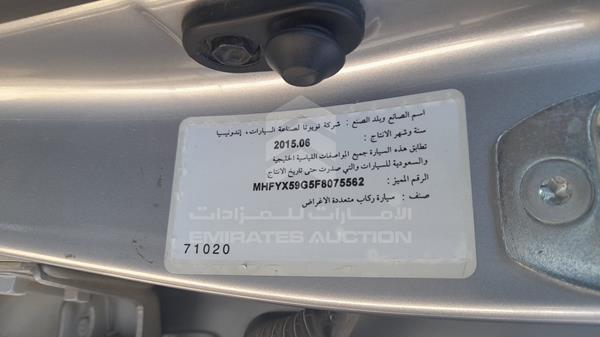 اسم الصانع وبلد الصنع : شركة تويوتا لصناعة السيارات، إندونيسيا
سنة وشهر الانتاج : 2015.06
تطابق هذه السيارة جميع المواصفات القياسية الخليجية
والسعودية للسيارات والتي صدرت حتى تاريخ الانتاج
الرقم المميز : MHFYX59G5F8075562
صنف : سيارة ركاب متعددة الاغراض
الإمارات للمزادات
EMIRATES AUCTION
71020